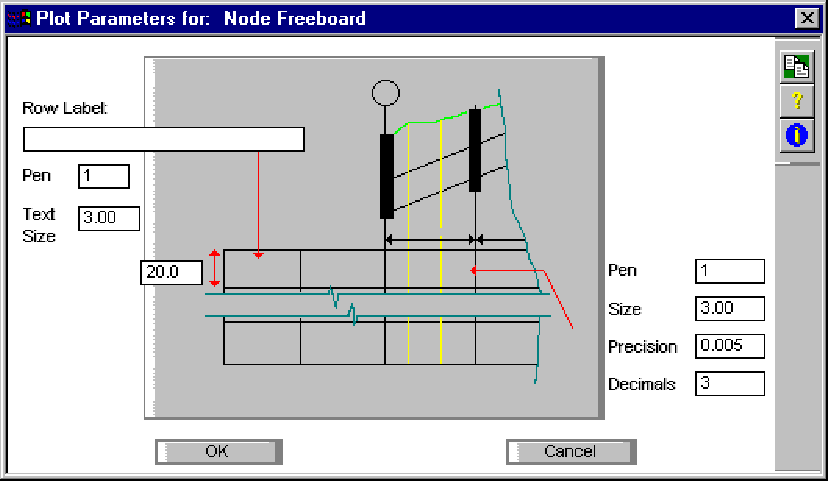 Plot Parameters for: Node Freeboard
Row Label:
Pen 1
Text Size 3.00
20.0
Pen 1
Size 3.00
Precision 0.005
Decimals 3
OK
Cancel